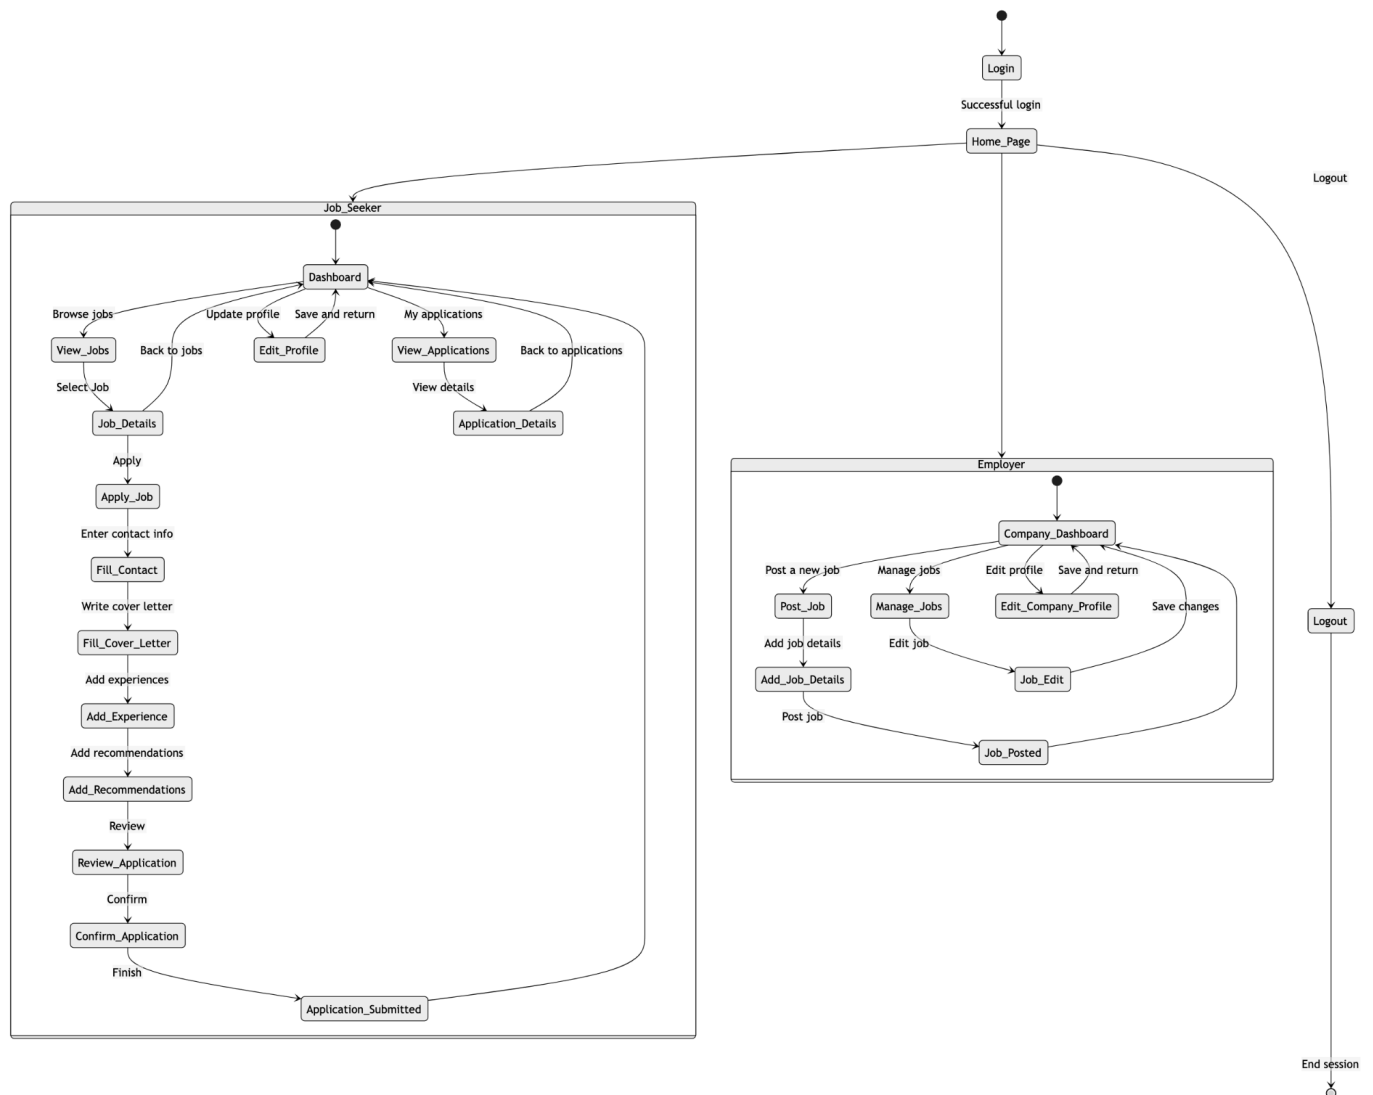 Login
Successful login
Home_Page
Logout
Job_Seeker
Dashboard
Browse jobs
Update profile
Save and return
My applications
View_Jobs
Back to jobs
Edit_Profile
View_Applications
Back to applications
Select Job
View details
Job_Details
Application_Details
Apply
Apply_Job
Enter contact info
Fill_Contact
Write cover letter
Fill_Cover_Letter
Add experiences
Add_Experience
Add recommendations
Add_Recommendations
Review
Review_Application
Confirm
Confirm_Application
Finish
Application_Submitted
Employer
Company_Dashboard
Post a new job
Manage jobs
Edit profile
Save and return
Post_Job
Manage_Jobs
Edit_Company_Profile
Save changes
Add job details
Edit job
Add_Job_Details
Job_Edit
Post job
Job_Posted
Logout
End session